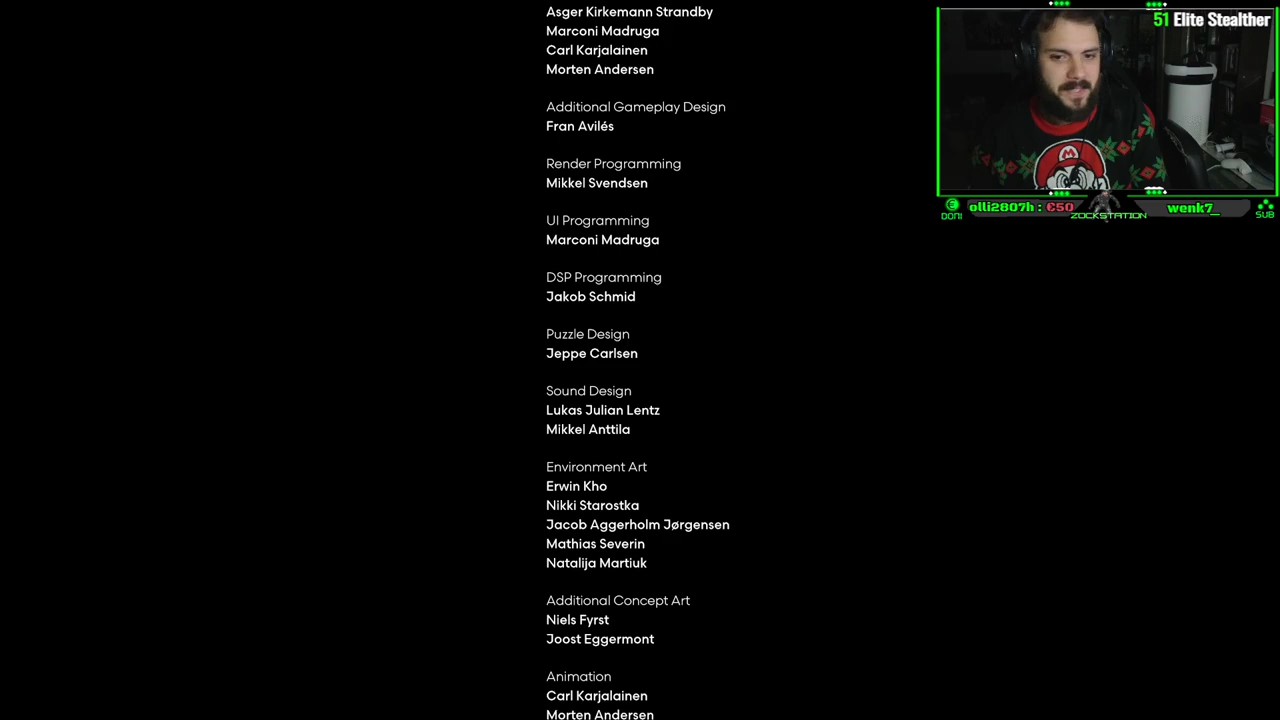 Asger Kirkemann Strandby
Marconi Madruga
Carl Karjalainen
Morten Andersen
Additional Gameplay Design
Fran Avilés
Render Programming
Mikkel Svendsen
UI Programming
Marconi Madruga
DSP Programming
Jakob Schmid
Puzzle Design
Jeppe Carlsen
Sound Design
Lukas Julian Lentz
Mikkel Anttila
Environment Art
Erwin Kho
Nikki Starostka
Jacob Aggerholm Jørgensen
Mathias Severin
Natalija Martiuk
Additional Concept Art
Niels Fyrst
Joost Eggermont
Animation
Carl Karjalainen
Morten Andersen
51 Elite Stealther
M
olli2807h : €50
wenk7_
DONI
ZOCKSTATION
SUB